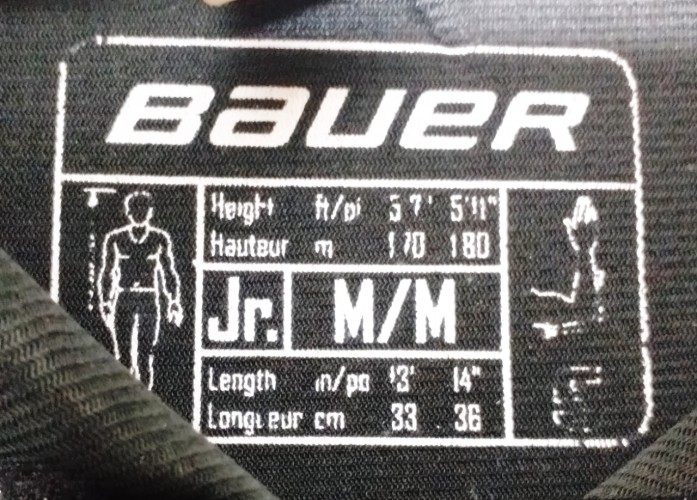 BAUER
Height ft/pi 5'7' 5'11"
Hauteur m 170 180
Jr. M/M
Length in/po 13' 14"
Longueur cm 33 36